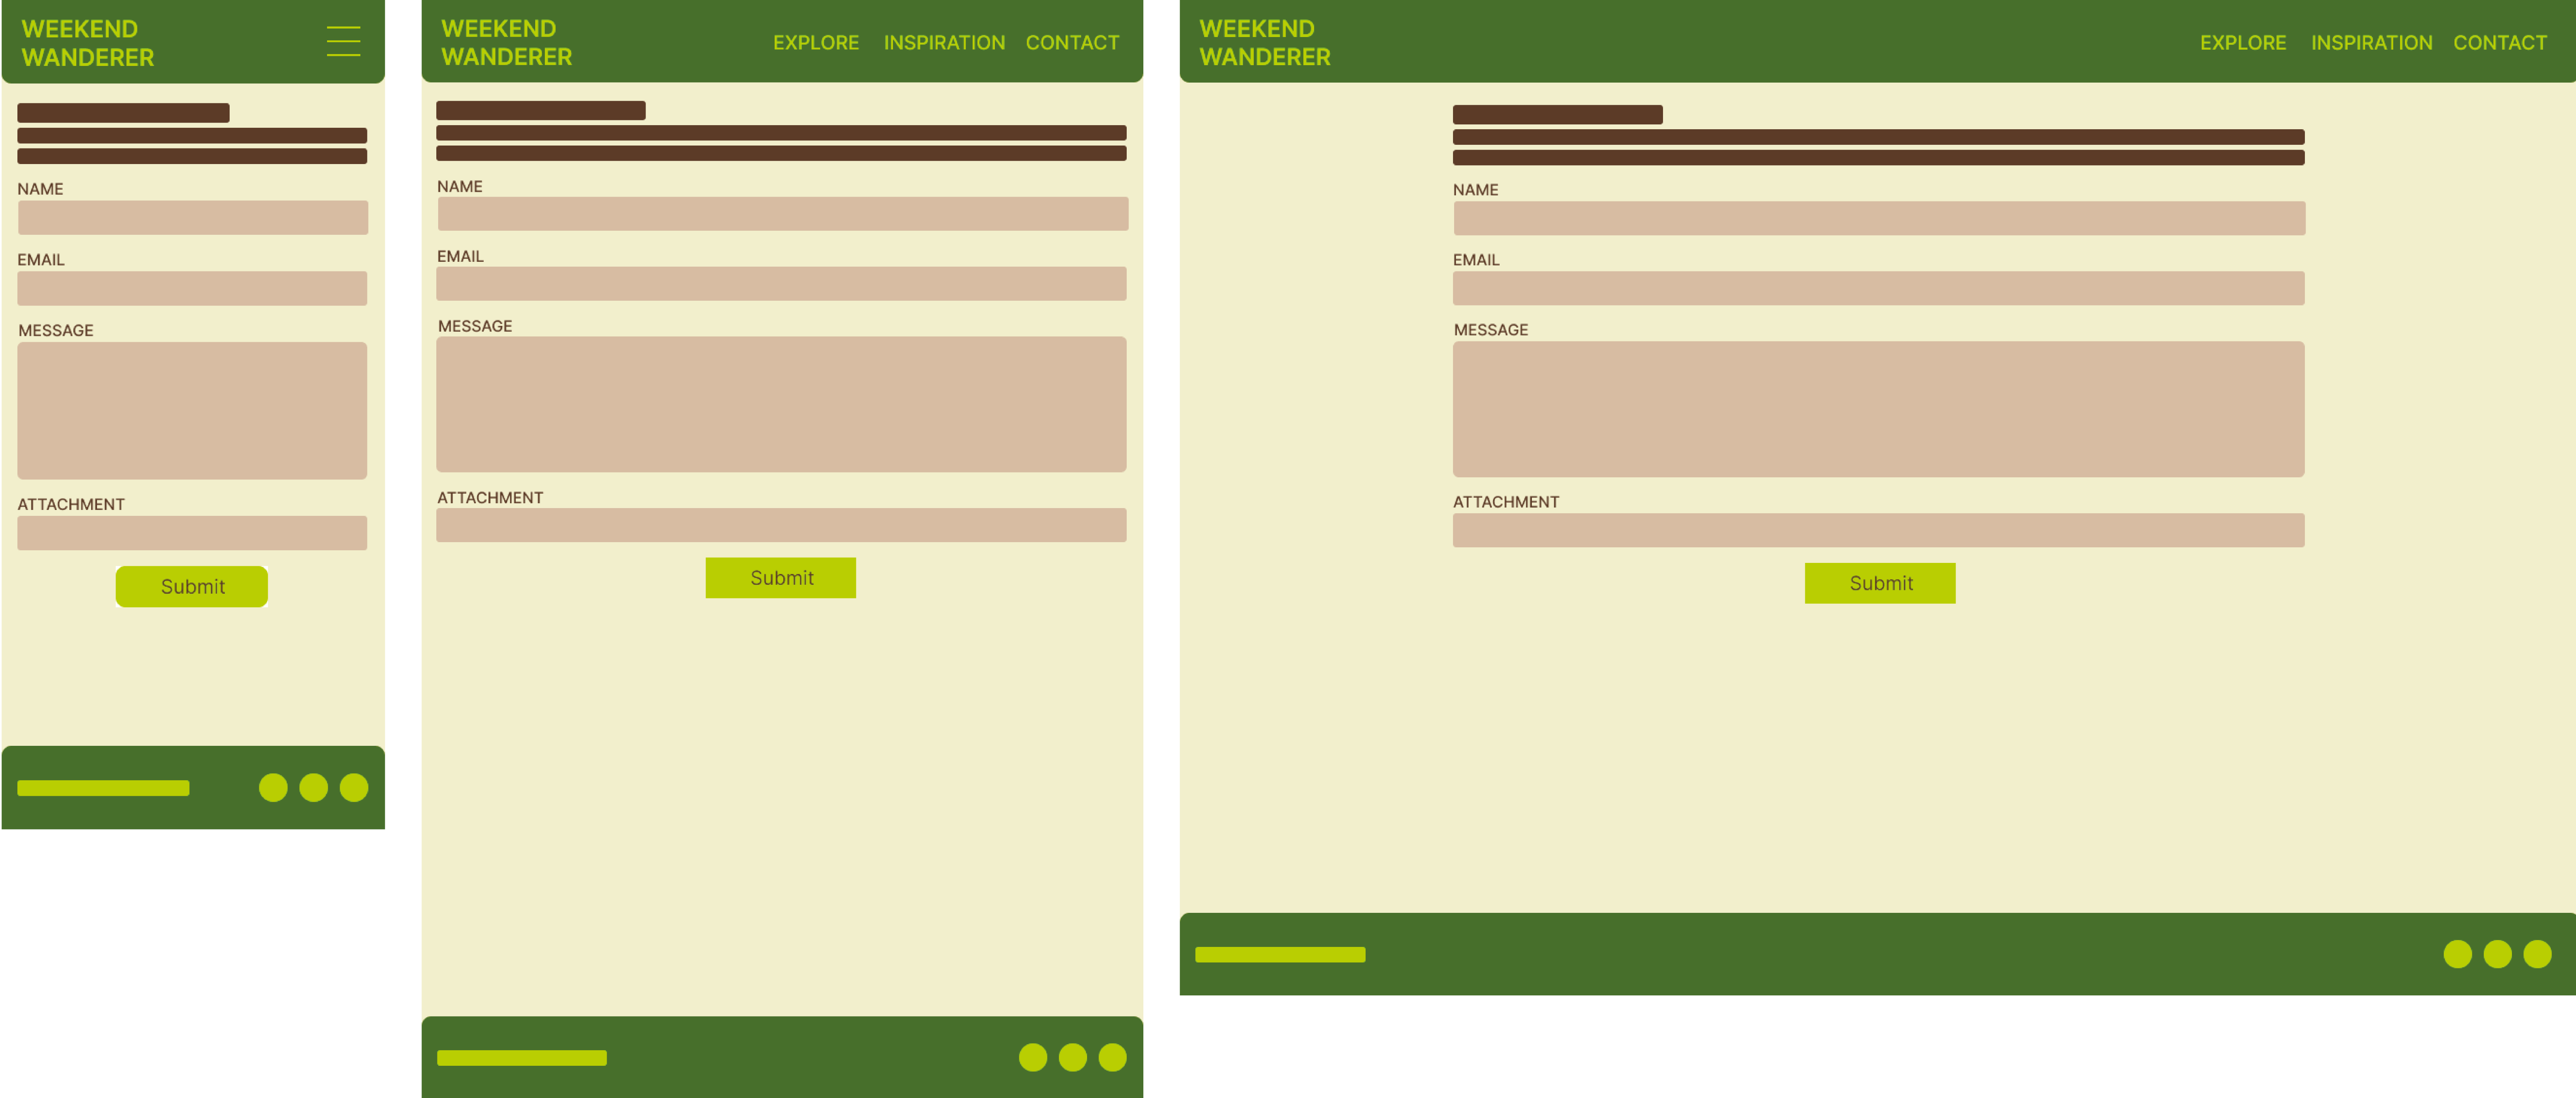 WEEKEND
WANDERER
NAME
EMAIL
MESSAGE
ATTACHMENT
Submit
WEEKEND
WANDERER
EXPLORE INSPIRATION CONTACT
NAME
EMAIL
MESSAGE
ATTACHMENT
Submit
WEEKEND
WANDERER
EXPLORE INSPIRATION CONTACT
NAME
EMAIL
MESSAGE
ATTACHMENT
Submit